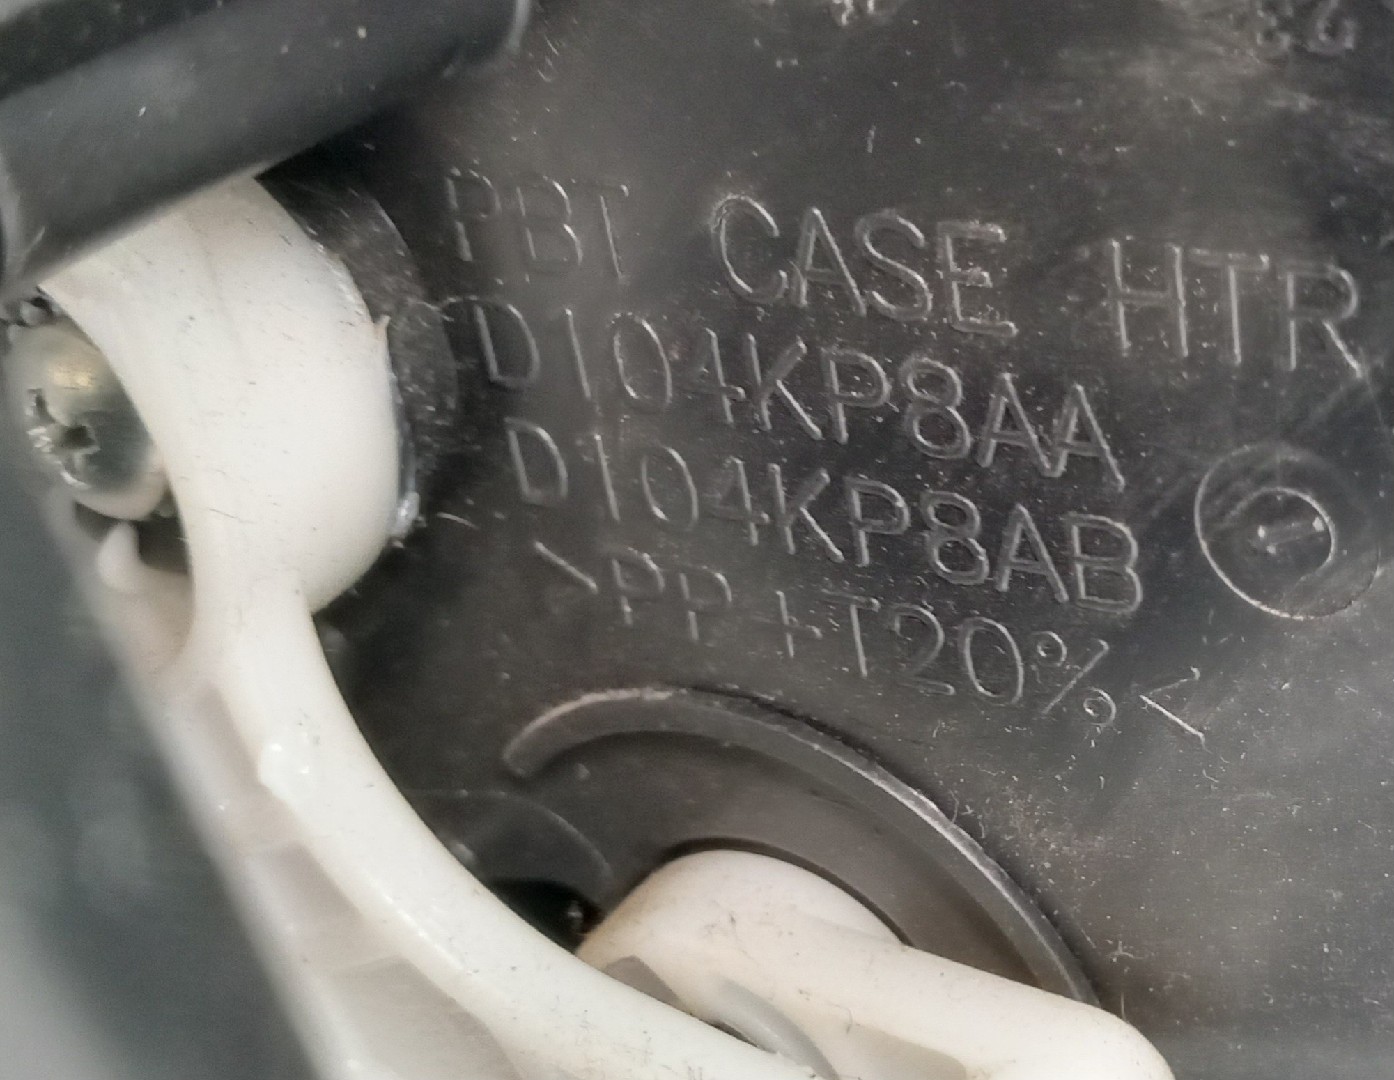 PBT CASE HTR
D104KP8AA
D104KP8AB
>PP+T20%<